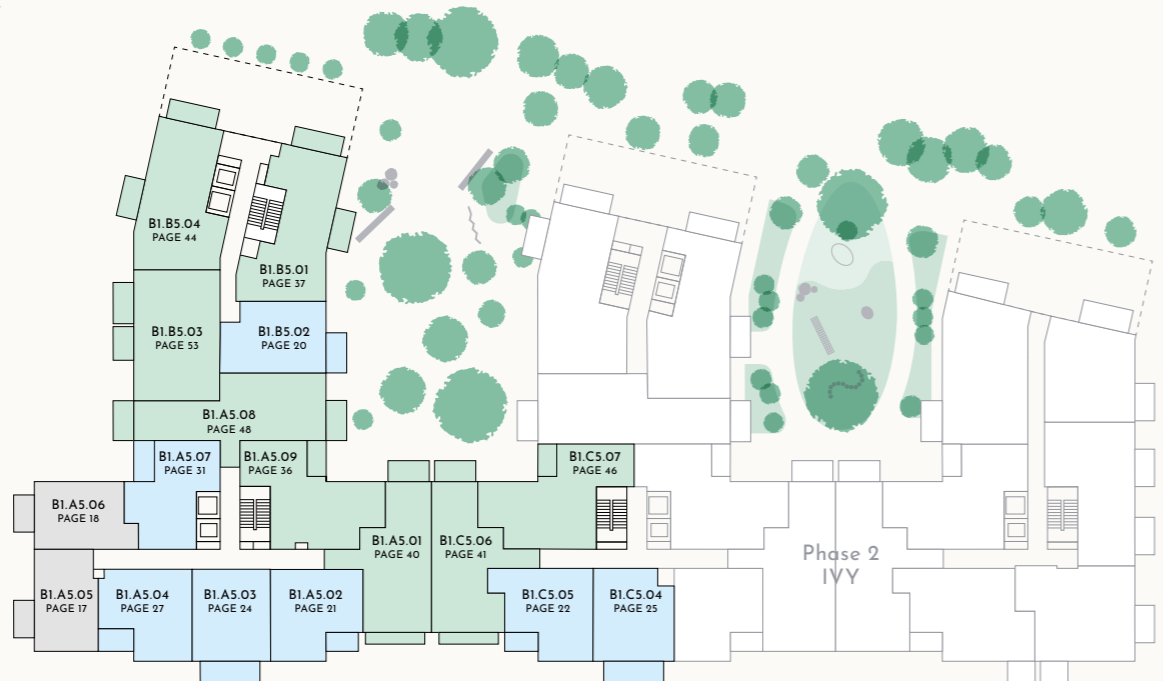 B1.B5.04
PAGE 44
B1.B5.01
PAGE 37
B1.B5.03
PAGE 53
B1.B5.02
PAGE 20
B1.A5.08
PAGE 48
B1.A5.07
PAGE 31
B1.A5.09
PAGE 36
B1.C5.07
PAGE 46
B1.A5.06
PAGE 18
B1.A5.01
PAGE 40
B1.C5.06
PAGE 41
Phase 2
IVY
B1.A5.05
PAGE 17
B1.A5.04
PAGE 27
B1.A5.03
PAGE 24
B1.A5.02
PAGE 21
B1.C5.05
PAGE 22
B1.C5.04
PAGE 25